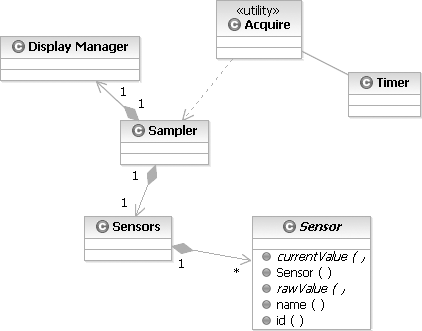 «utility»
Acquire
Display Manager
Timer
1
1
Sampler
1
1
Sensors
Sensor
1
*
currentValue ( ,
Sensor ( )
rawValue ( ,
name ( )
id ( )